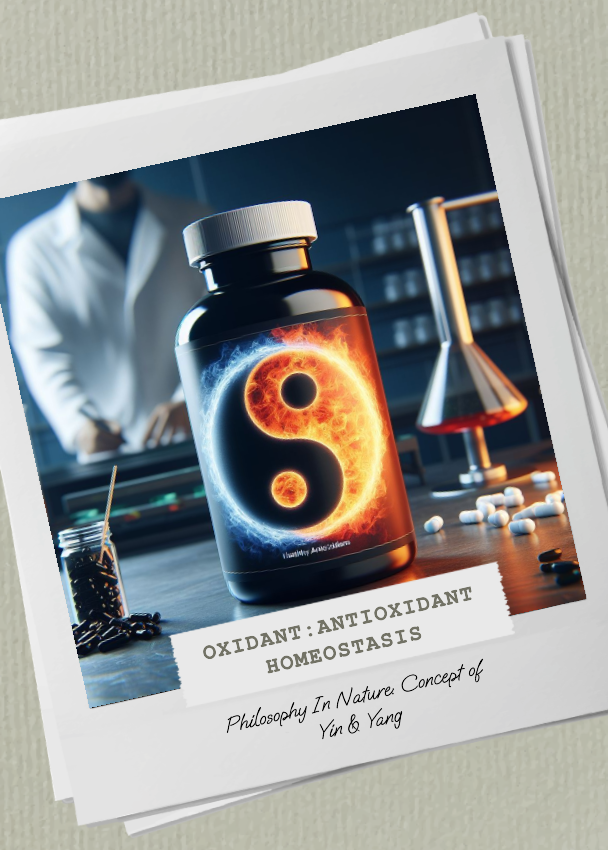 OXIDANT:ANTIOXIDANT
HOMEOSTASIS
Philosophy In Nature: Concept of
Yin & Yang